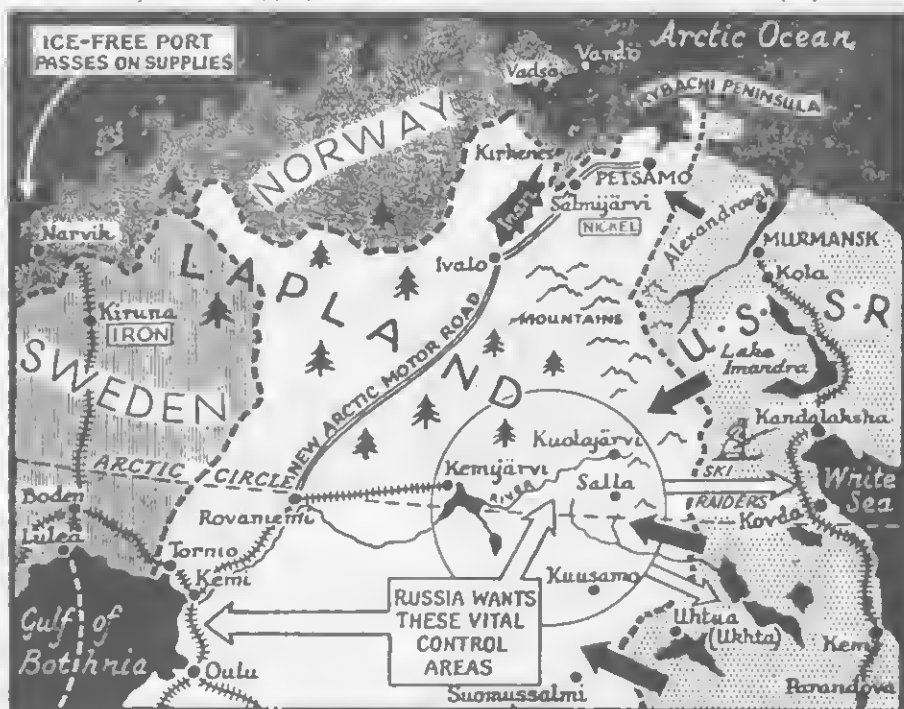 ICE-FREE PORT
PASSES ON SUPPLIES
Arctic Ocean
Vadsö
Vardö
RYBACHI PENINSULA
NORWAY
Kirkenes
PETSAMO
Salmijärvi
NICKEL
Inari
Alexandrovsk
Narvik
MURMANSK
Kola
Ivalo
LAPLAND
Kiruna
IRON
MOUNTAINS
U.S.S.R
Lake
Imandra
SWEDEN
NEW ARCTIC MOTOR ROAD
Kandalaksha
Kuolajärvi
ARCTIC CIRCLE
Kemijärvi
RIVER
Salla
SKI
RAIDERS
White
Sea
Boden
Rovaniemi
Kovda
Luleå
Tornio
Kemi
Kuusamo
RUSSIA WANTS
THESE VITAL
CONTROL
AREAS
Gulf of
Bothnia
Uhtua
(Ukhta)
Kem
Oulu
Suomussalmi
Parandova